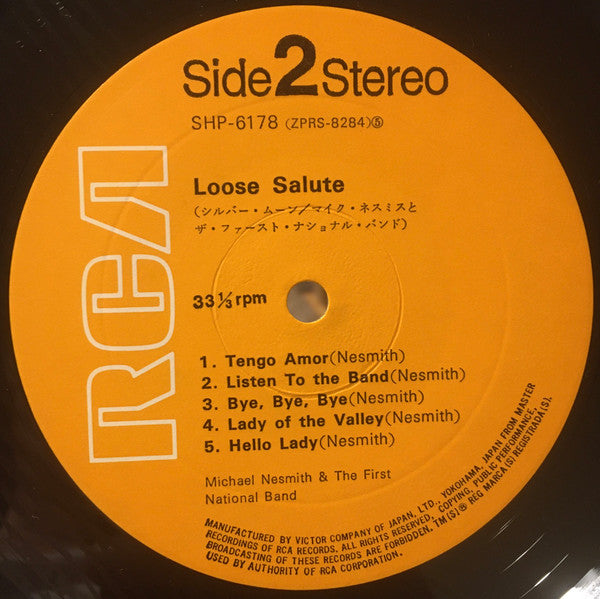 Side 2 Stereo
SHP-6178 (ZPRS-8284)⑤
RCA
Loose Salute
(シルバー・ムーン/マイク・ネスミスと
ザ・ファースト・ナショナル・バンド)
33⅓rpm
1. Tengo Amor(Nesmith)
2. Listen To the Band(Nesmith)
3. Bye, Bye, Bye(Nesmith)
4. Lady of the Valley(Nesmith)
5. Hello Lady(Nesmith)
Michael Nesmith & The First
National Band
MANUFACTURED BY VICTOR COMPANY OF JAPAN, LTD., YOKOHAMA, JAPAN FROM MASTER
RECORDINGS OF RCA RECORDS. ALL RIGHTS RESERVED, COPYING, PUBLIC PERFORMANCE,
BROADCASTING OF THESE RECORDS ARE FORBIDDEN. TM(S)® REG MARCA(S) REGISTRADA(S).
USED BY AUTHORITY OF RCA CORPORATION.